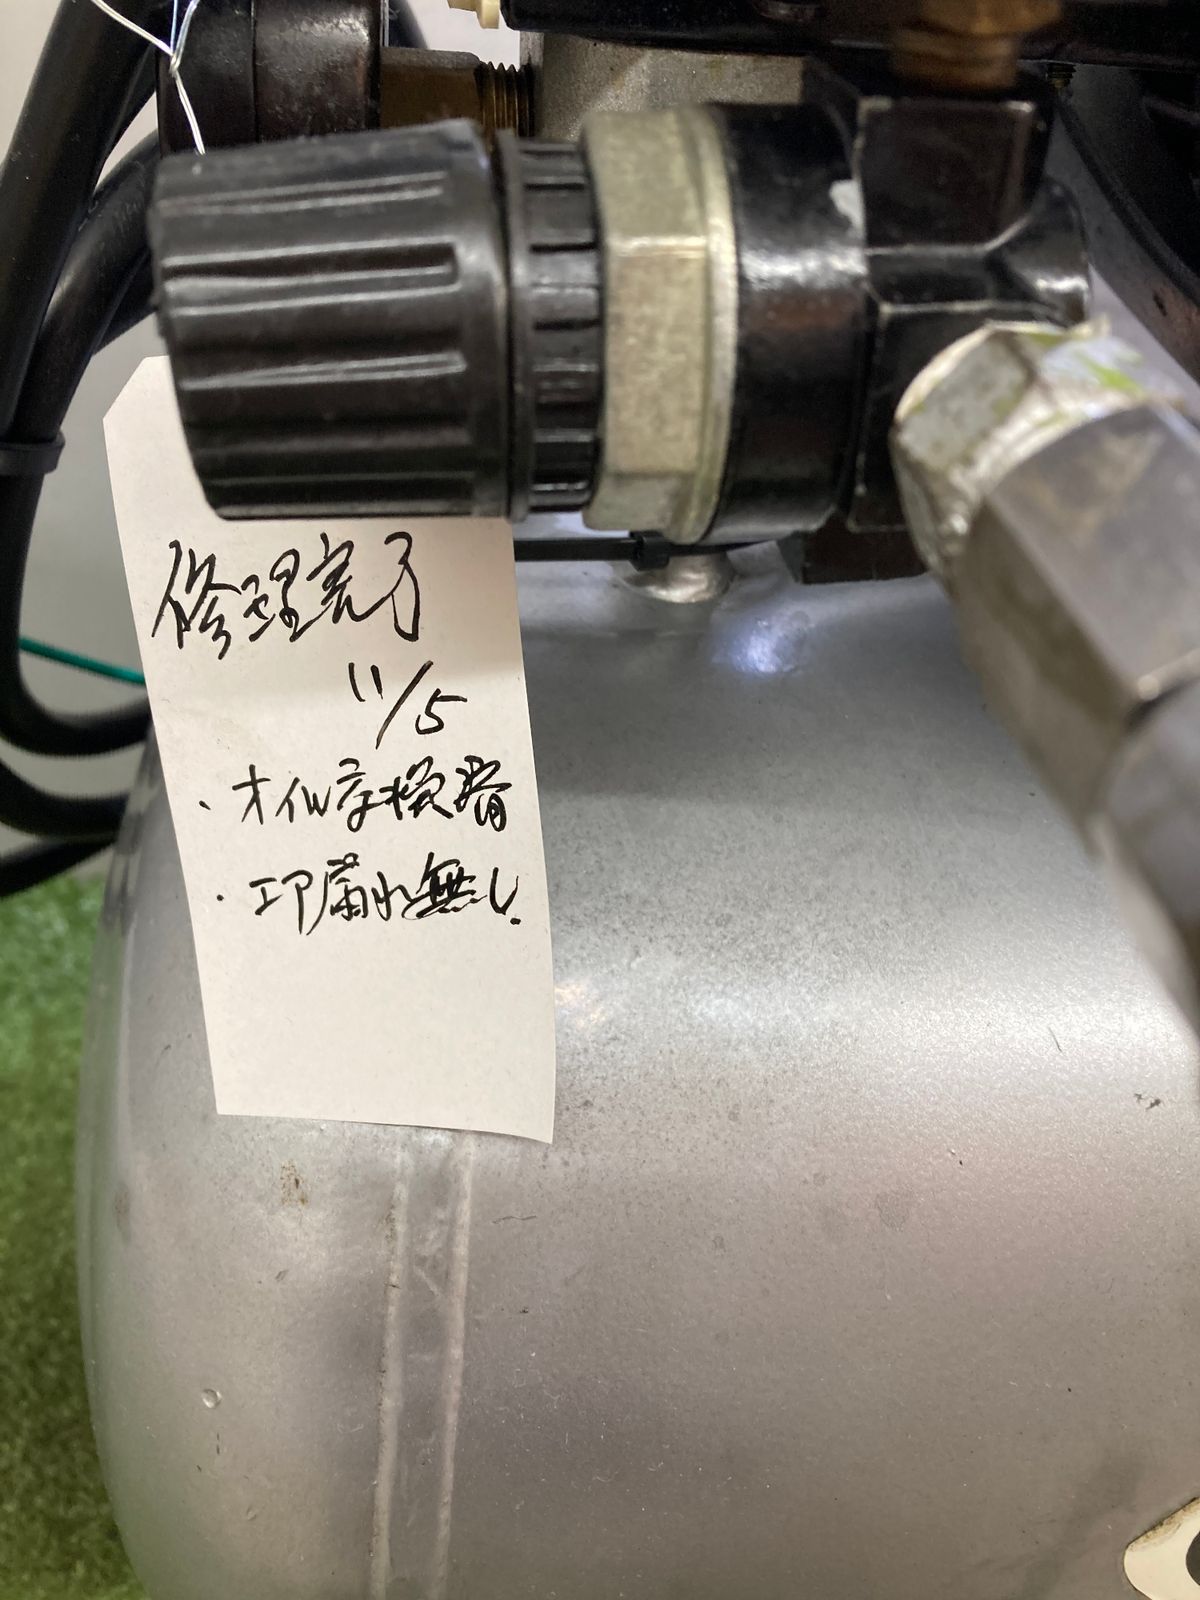 修理完了
11/5
・オイル交換済
・エア漏れ無し.